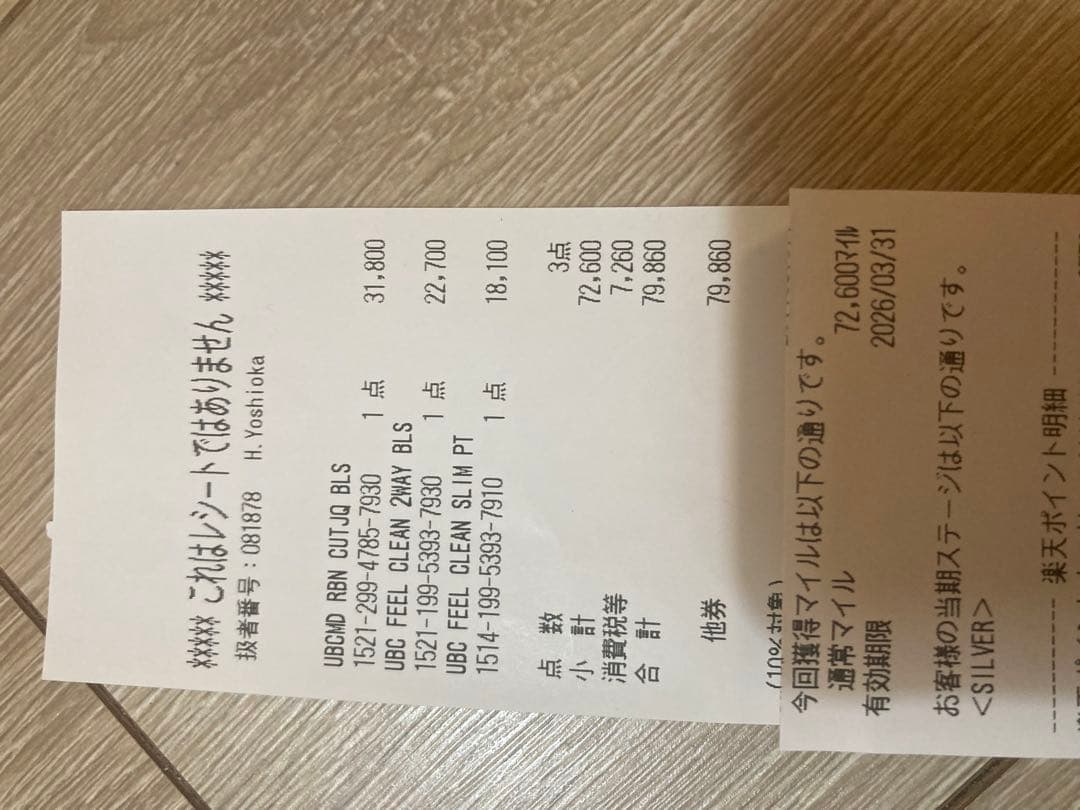 ***** これはレシートではありません *****
扱者番号:081878 H.Yoshioka
UBCMD RBN CUTJQ BLS
1521-299-4785-7930 1 点 31,800
UBC FEEL CLEAN 2WAY BLS
1521-199-5393-7930 1 点 22,700
UBC FEEL CLEAN SLIM PT
1514-199-5393-7910 1 点 18,100
点 数 3点
小 計 72,600
消費税等 7,260
合 計 79,860
他券 79,860
(10%対象)
今回獲得マイルは以下の通りです。
通常マイル 72,600マイル
有効期限 2026/03/31
お客様の当期ステージは以下の通りです。
<SILVER>
---------- 楽天ポイント明細 ----------